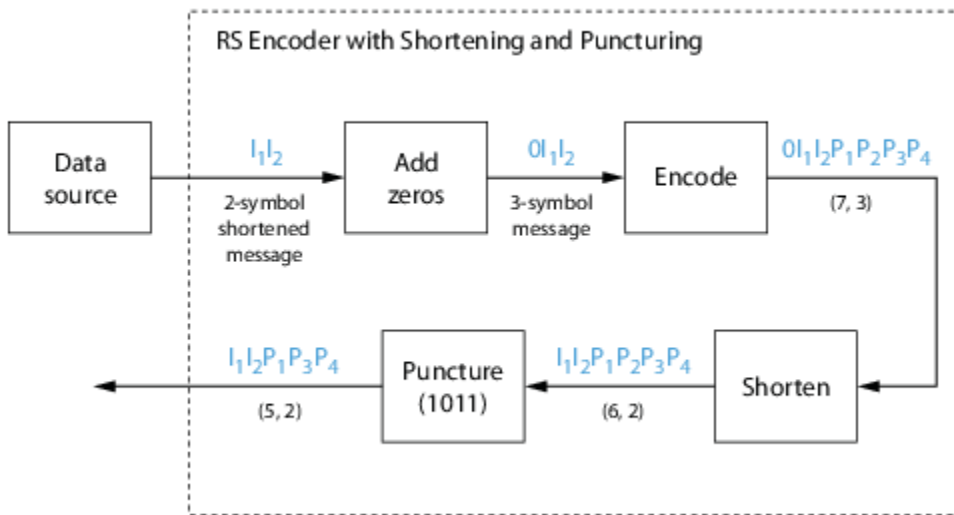 RS Encoder with Shortening and Puncturing
Data
source
I₁I₂
2-symbol
shortened
message
Add
zeros
0I₁I₂
3-symbol
message
Encode
0I₁I₂P₁P₂P₃P₄
(7, 3)
I₁I₂P₁P₃P₄
(5, 2)
Puncture
(1011)
I₁I₂P₁P₂P₃P₄
(6, 2)
Shorten